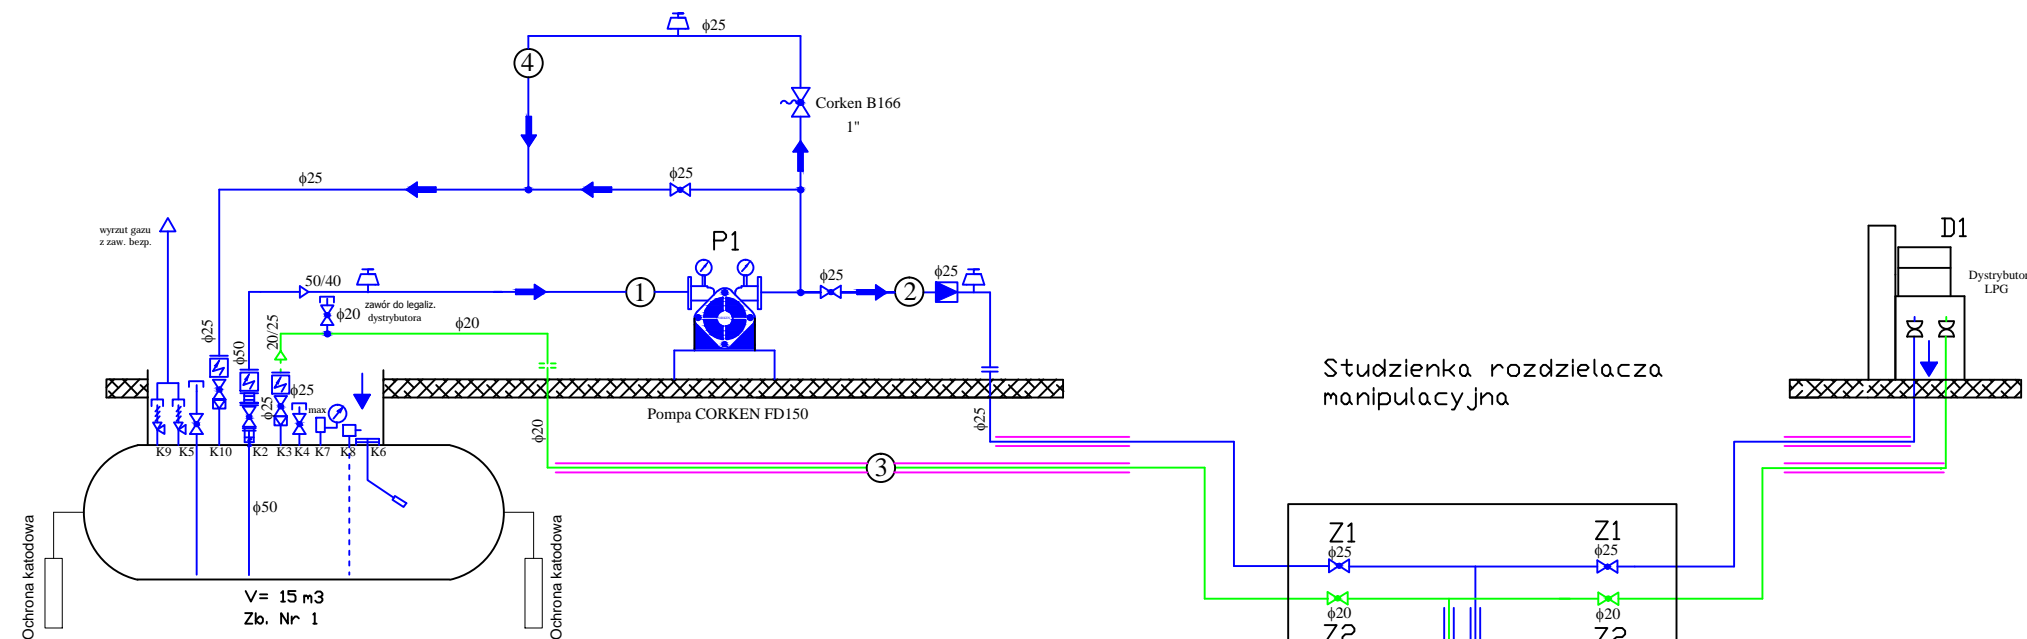 ϕ25
4
Corken B166
1"
ϕ25
ϕ25
wyrzut gazu
z zaw. bezp.
P1
D1
50/40
ϕ25
ϕ25
Dystrybutor
LPG
1
2
zawór do legaliz.
dystrybutora
ϕ20
ϕ20
ϕ25
20/25
ϕ50
ϕ25
ϕ25
max
Pompa CORKEN FD150
ϕ20
ϕ25
Studzienka rozdzielacza
manipulacyjna
K9
K5
K10
K2
K3
K4
K7
K8
K6
3
ϕ50
Ochrona katodowa
Ochrona katodowa
Z1
ϕ25
Z1
ϕ25
V= 15 m3
Zb. Nr 1
ϕ20
Z2
ϕ20
Z2